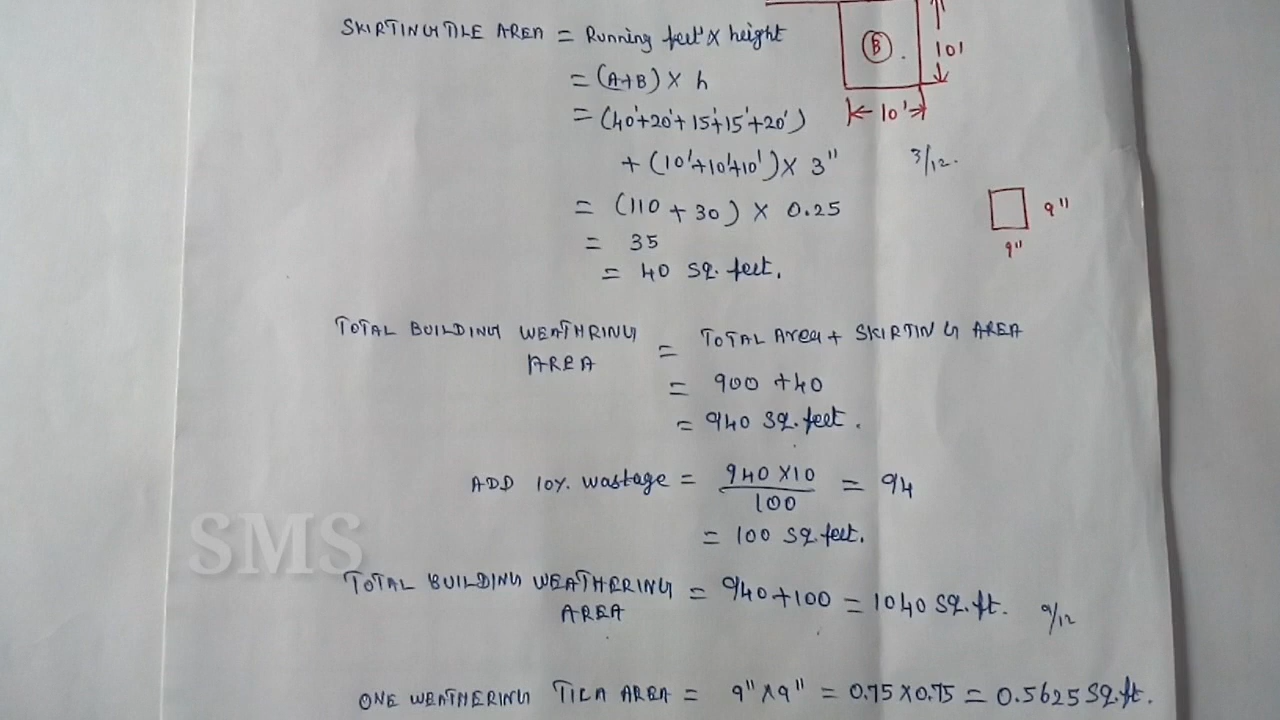 SKIRTING TILE AREA = Running feet x height
B
10'
= (A+B) x h
= (40'+20'+15'+15'+20')
10'
+ (10'+10'+10') x 3"
3/12.
= (110 + 30) x 0.25
9"
= 35
9"
= 40 sq. feet.
TOTAL BUILDING WEATHRING AREA = TOTAL Area + SKIRTING AREA
= 900 + 40
= 940 sq. feet.
ADD 10%. wastage = 940 x 10 / 100 = 94
= 100 sq. feet.
SMS
TOTAL BUILDING WEATHERING AREA = 940 + 100 = 1040 sq. ft.
9/12
ONE WEATHERING TILA AREA = 9" x 9" = 0.75 x 0.75 = 0.5625 sq. ft.